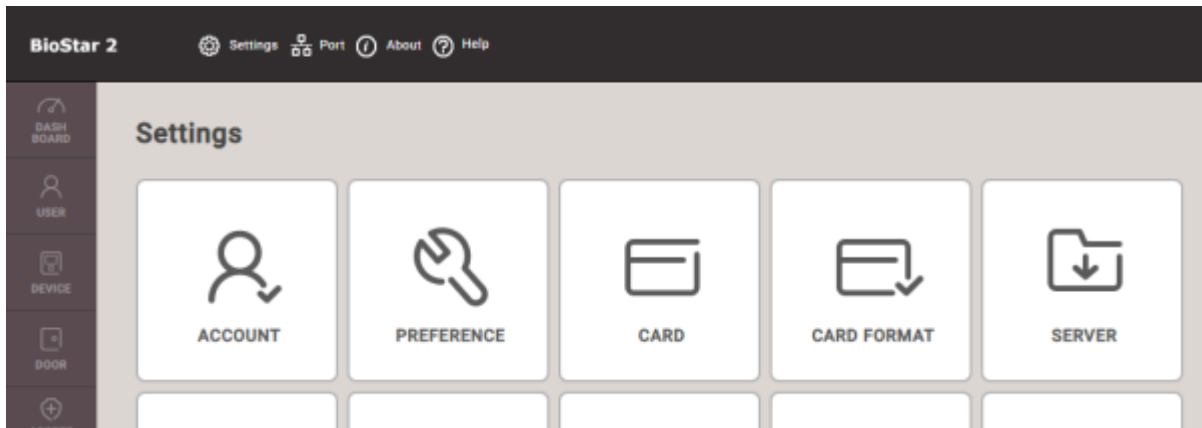 BioStar 2
Settings Port About Help
DASH
BOARD
USER
DEVICE
DOOR
Settings
ACCOUNT PREFERENCE CARD CARD FORMAT SERVER